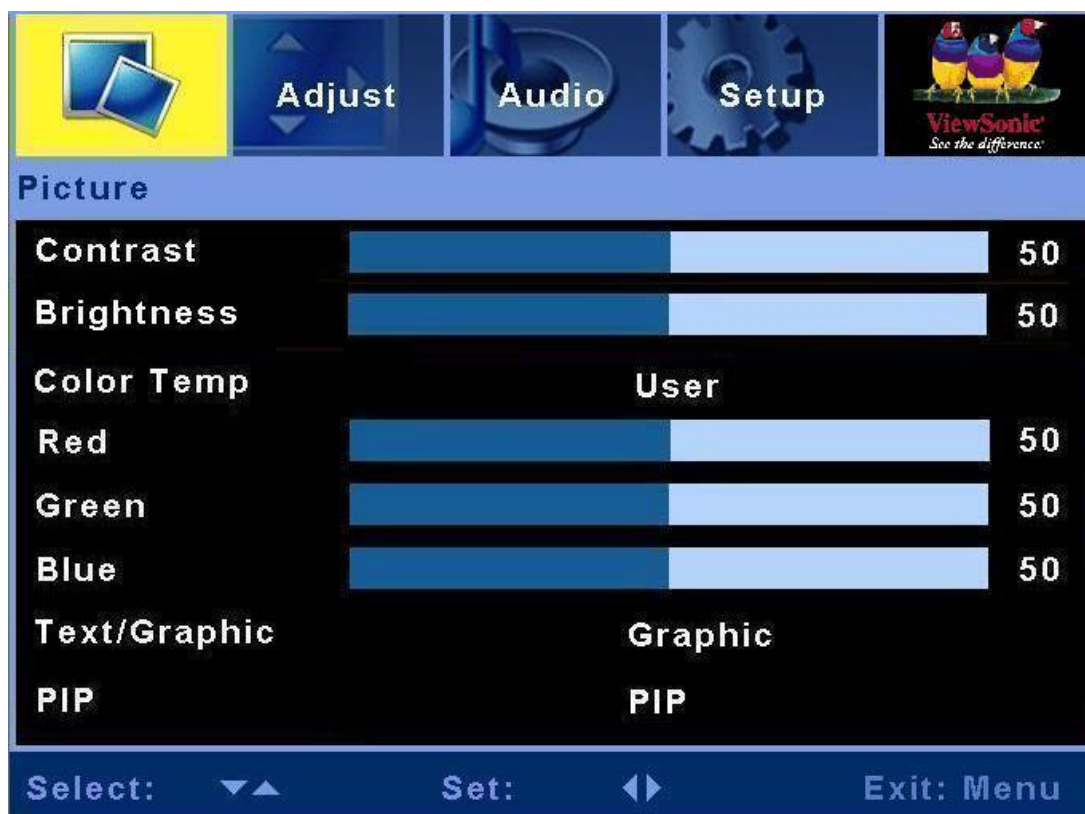 Adjust Audio Setup ViewSonic®
See the difference.™
Picture
Contrast 50
Brightness 50
Color Temp User
Red 50
Green 50
Blue 50
Text/Graphic Graphic
PIP PIP
Select: ▼▲ Set: ◀▶ Exit: Menu